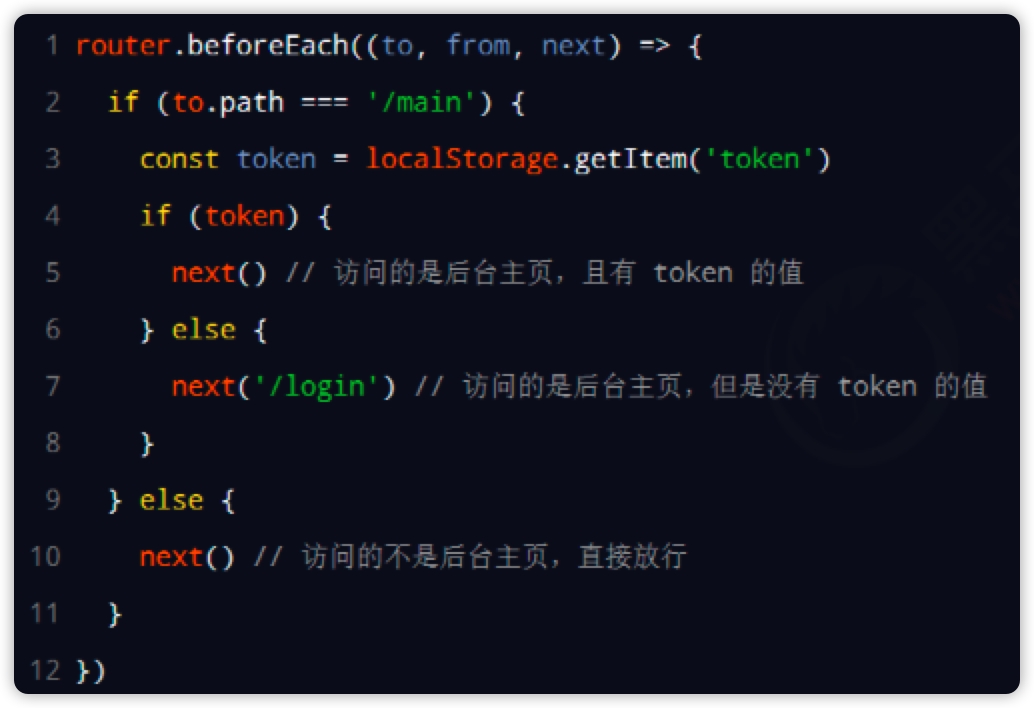 1 router.beforeEach((to, from, next) => {
2 if (to.path === '/main') {
3 const token = localStorage.getItem('token')
4 if (token) {
5 next() // 访问的是后台主页，且有 token 的值
6 } else {
7 next('/login') // 访问的是后台主页，但是没有 token 的值
8 }
9 } else {
10 next() // 访问的不是后台主页，直接放行
11 }
12 })